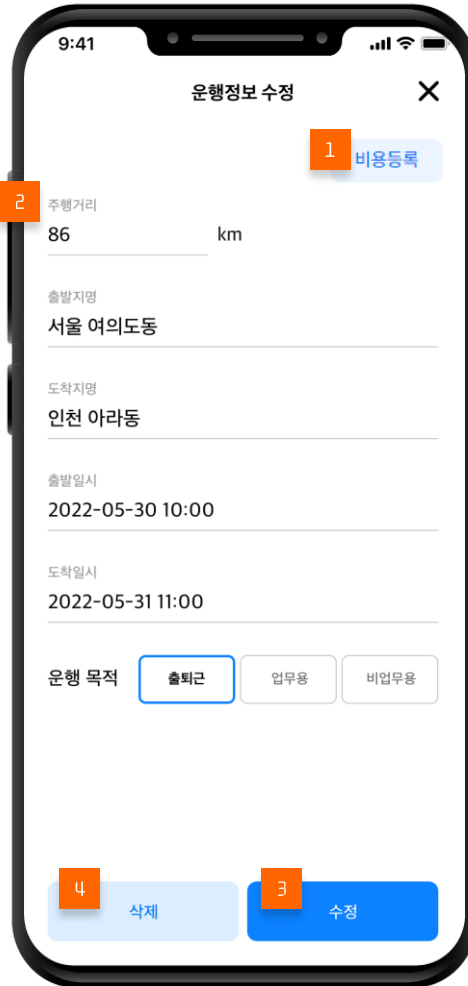 9:41
운행정보 수정
1
비용등록
2
주행거리
86 km
출발지명
서울 여의도동
도착지명
인천 아라동
출발일시
2022-05-30 10:00
도착일시
2022-05-31 11:00
운행 목적 출퇴근 업무용 비업무용
4
삭제
3
수정